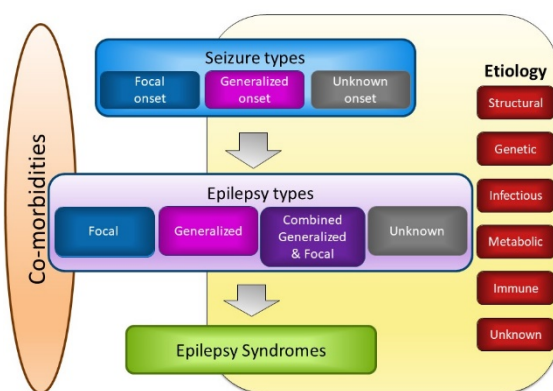 Co-morbidities
Seizure types
Focal
onset
Generalized
onset
Unknown
onset
Epilepsy types
Focal
Generalized
Combined
Generalized
& Focal
Unknown
Epilepsy Syndromes
Etiology
Structural
Genetic
Infectious
Metabolic
Immune
Unknown